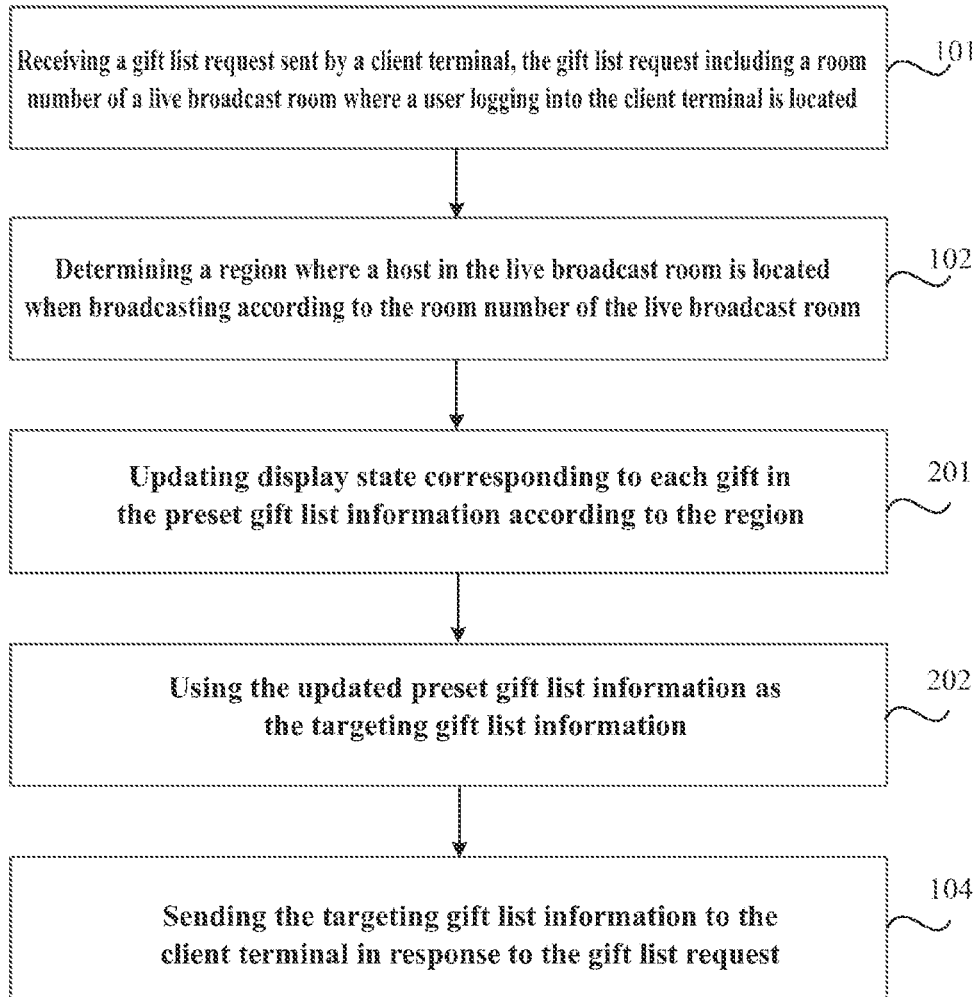 Receiving a gift list request sent by a client terminal, the gift list request including a room
number of a live broadcast room where a user logging into the client terminal is located
101
Determining a region where a host in the live broadcast room is located
when broadcasting according to the room number of the live broadcast room
102
Updating display state corresponding to each gift in
the preset gift list information according to the region
201
Using the updated preset gift list information as
the targeting gift list information
202
Sending the targeting gift list information to the
client terminal in response to the gift list request
104